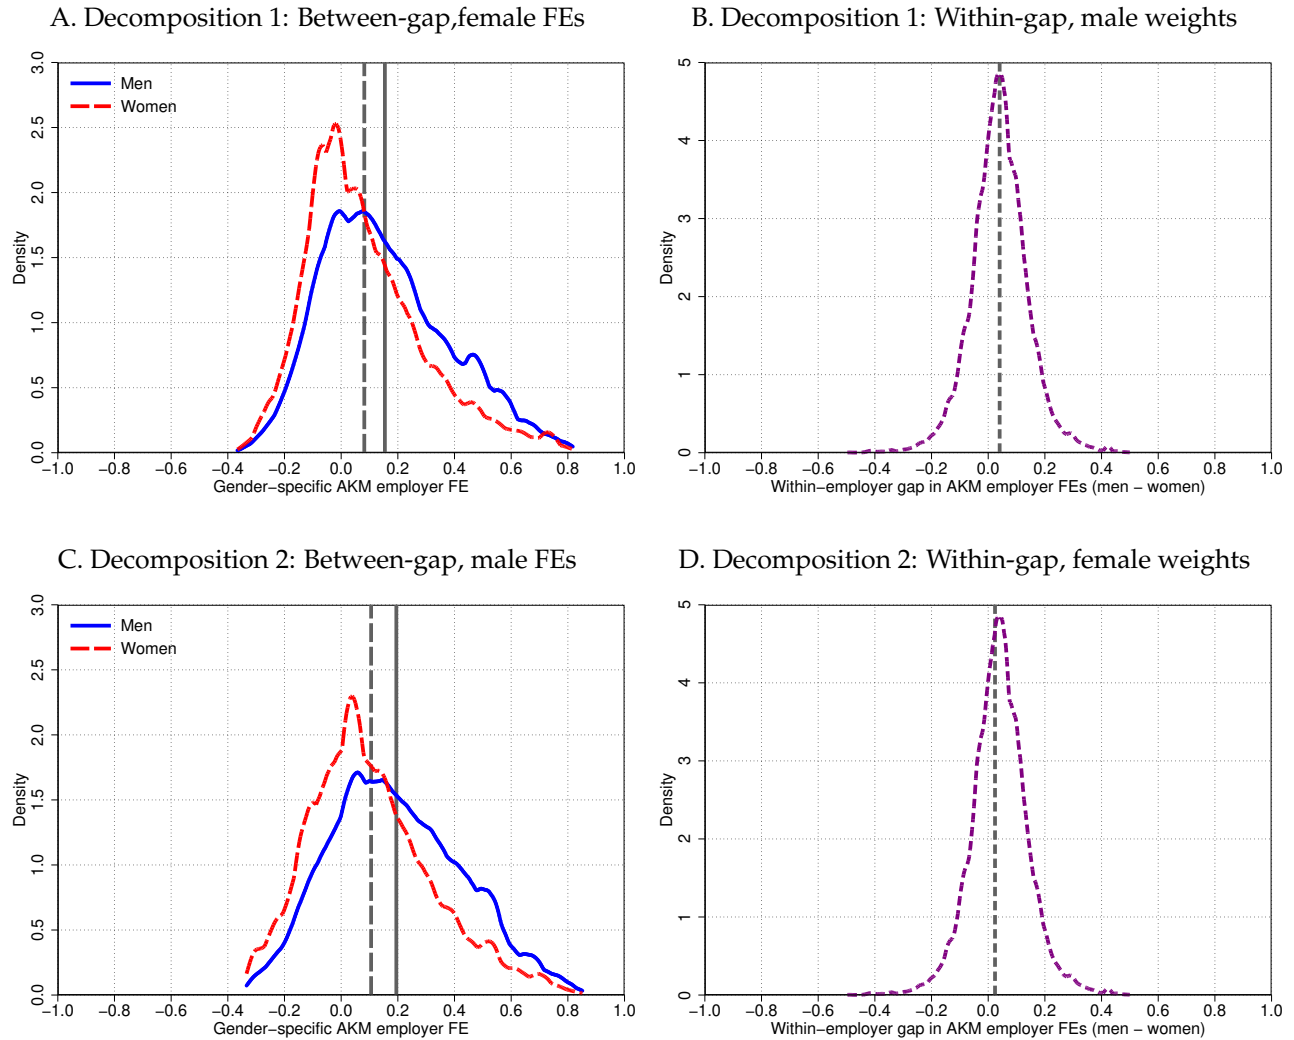 A. Decomposition 1: Between-gap,female FEs
Men
Women
Density
0.0 0.5 1.0 1.5 2.0 2.5 3.0
−1.0 −0.8 −0.6 −0.4 −0.2 0.0 0.2 0.4 0.6 0.8 1.0
Gender−specific AKM employer FE
B. Decomposition 1: Within-gap, male weights
Density
0 1 2 3 4 5
−1.0 −0.8 −0.6 −0.4 −0.2 0.0 0.2 0.4 0.6 0.8 1.0
Within−employer gap in AKM employer FEs (men − women)
C. Decomposition 2: Between-gap, male FEs
Men
Women
Density
0.0 0.5 1.0 1.5 2.0 2.5 3.0
−1.0 −0.8 −0.6 −0.4 −0.2 0.0 0.2 0.4 0.6 0.8 1.0
Gender−specific AKM employer FE
D. Decomposition 2: Within-gap, female weights
Density
0 1 2 3 4 5
−1.0 −0.8 −0.6 −0.4 −0.2 0.0 0.2 0.4 0.6 0.8 1.0
Within−employer gap in AKM employer FEs (men − women)